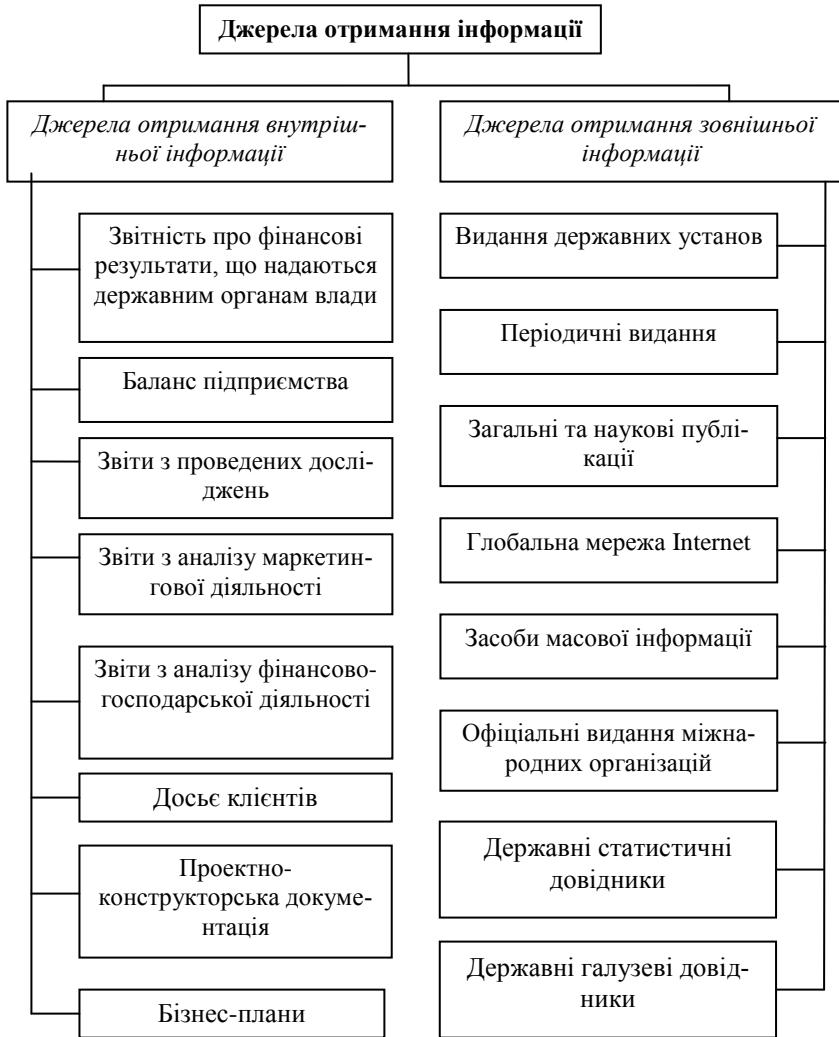 Джерела отримання інформації
Джерела отримання внутріш-
ньої інформації
Звітність про фінансові
результати, що надаються
державним органам влади
Баланс підприємства
Звіти з проведених дослі-
джень
Звіти з аналізу маркетин-
гової діяльності
Звіти з аналізу фінансово-
господарської діяльності
Досьє клієнтів
Проектно-
конструкторська докуме-
нтація
Бізнес-плани
Джерела отримання зовнішньої
інформації
Видання державних установ
Періодичні видання
Загальні та наукові публі-
кації
Глобальна мережа Internet
Засоби масової інформації
Офіціальні видання міжна-
родних організацій
Державні статистичні
довідники
Державні галузеві довід-
ники